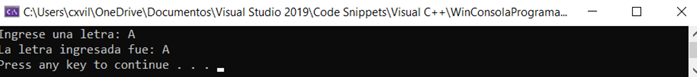 C:\Users\cxvil\OneDrive\Documentos\Visual Studio 2019\Code Snippets\Visual C++\WinConsolaPrograma...
Ingrese una letra: A
La letra ingresada fue: A
Press any key to continue . . .